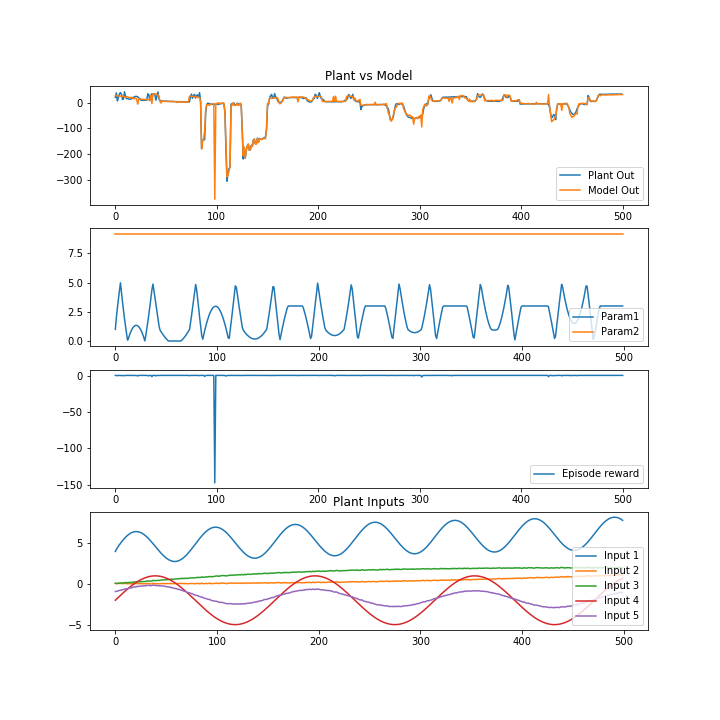 Plant vs Model
0
−100
−200
−300
Plant Out
Model Out
0 100 200 300 400 500
7.5
5.0
2.5
0.0
Param1
Param2
0 100 200 300 400 500
0
−50
−100
−150
Episode reward
0 100 200 300 400 500
Plant Inputs
5
0
−5
Input 1
Input 2
Input 3
Input 4
Input 5
0 100 200 300 400 500